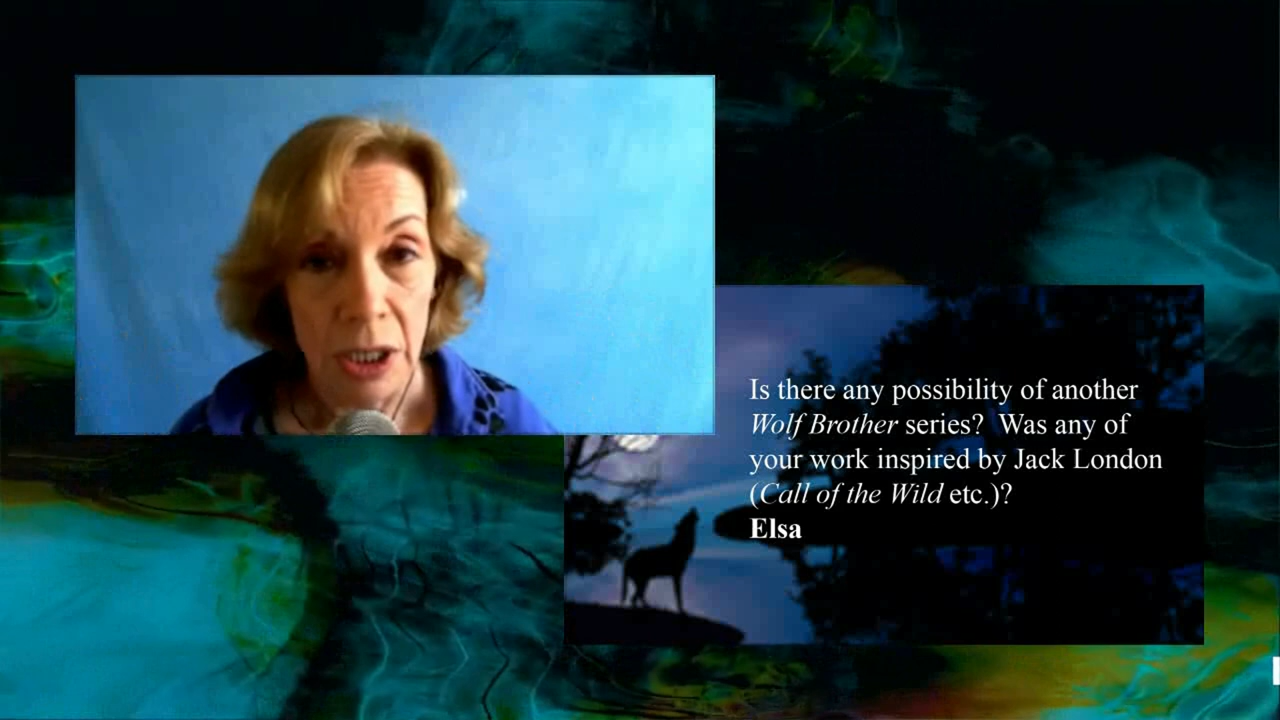 Is there any possibility of another
Wolf Brother series?  Was any of
your work inspired by Jack London
(Call of the Wild etc.)?
Elsa